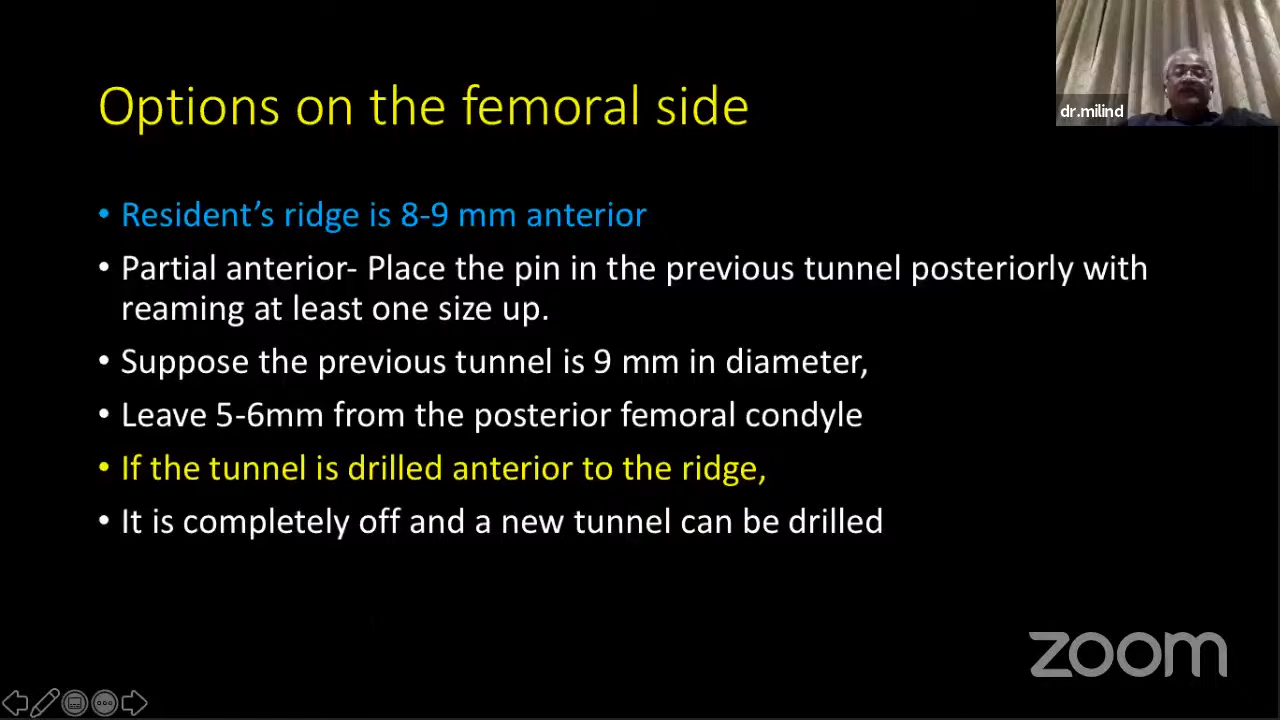 Options on the femoral side
dr.milind
• Resident’s ridge is 8-9 mm anterior
• Partial anterior- Place the pin in the previous tunnel posteriorly with
reaming at least one size up.
• Suppose the previous tunnel is 9 mm in diameter,
• Leave 5-6mm from the posterior femoral condyle
• If the tunnel is drilled anterior to the ridge,
• It is completely off and a new tunnel can be drilled
zoom